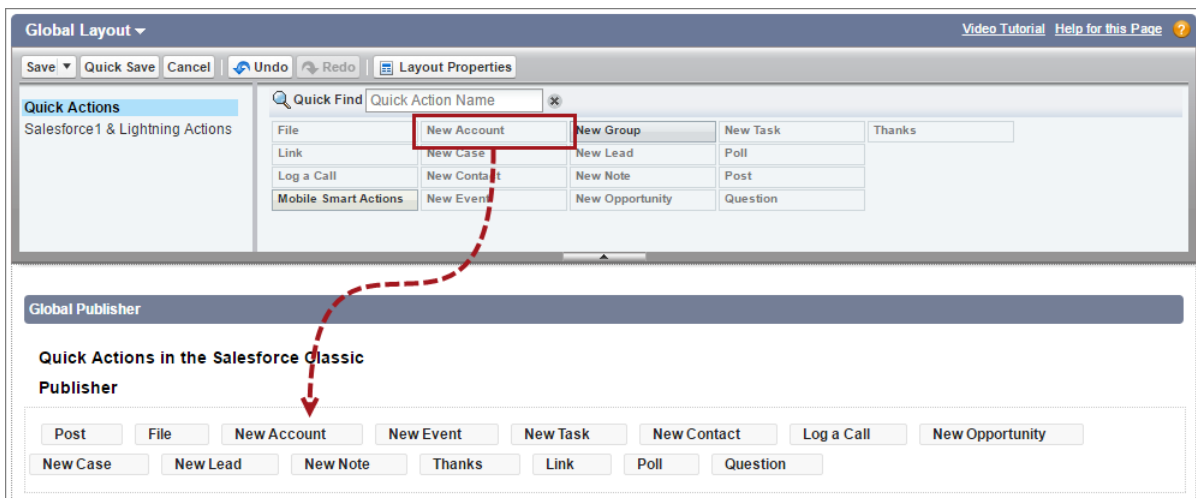 Global Layout
Video Tutorial Help for this Page ?
Save Quick Save Cancel Undo Redo Layout Properties
Quick Actions
Salesforce1 & Lightning Actions
Quick Find Quick Action Name
File New Account New Group New Task Thanks
Link New Case New Lead Poll
Log a Call New Contact New Note Post
Mobile Smart Actions New Event New Opportunity Question
Global Publisher
Quick Actions in the Salesforce Classic
Publisher
Post File New Account New Event New Task New Contact Log a Call New Opportunity
New Case New Lead New Note Thanks Link Poll Question